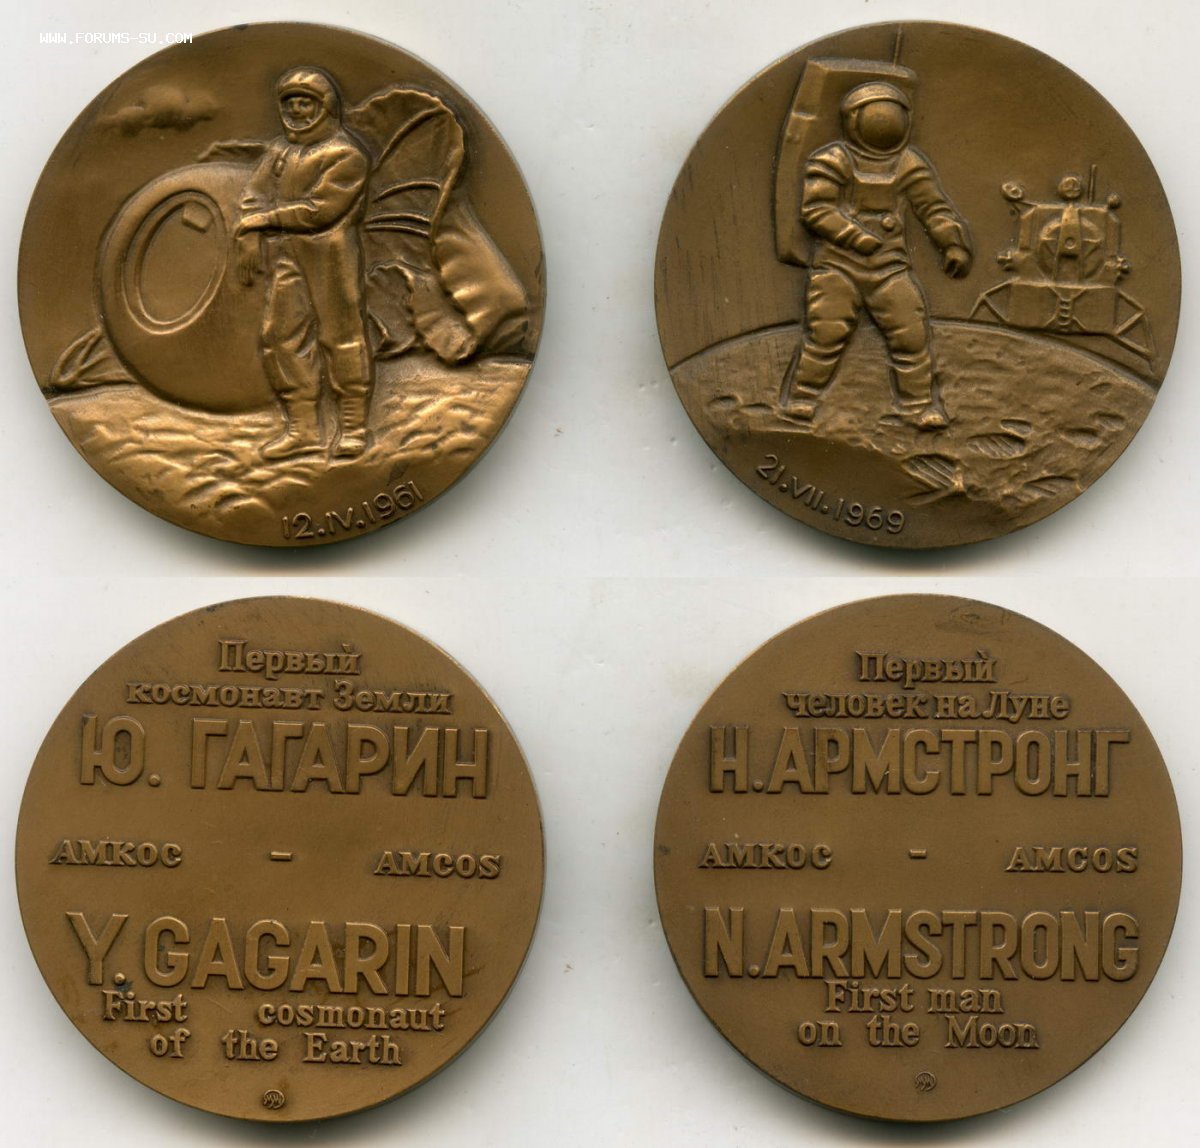 WWW.FORUMS-SU.COM
12.IV.1961
21.VII.1969
Первый
космонавт Земли
Ю. ГАГАРИН
АМКОС - AMCOS
Y. GAGARIN
First cosmonaut
of the Earth
Первый
человек на Луне
Н. АРМСТРОНГ
АМКОС - AMCOS
N. ARMSTRONG
First man
on the Moon